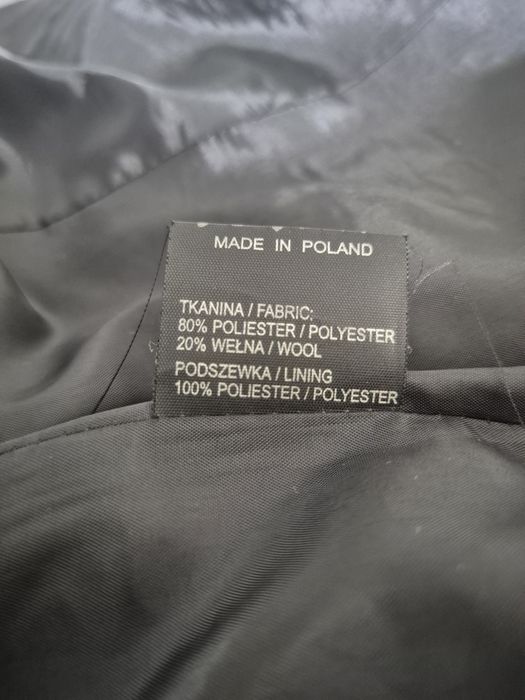 MADE IN POLAND
TKANINA / FABRIC:
80% POLIESTER / POLYESTER
20% WEŁNA / WOOL
PODSZEWKA / LINING
100% POLIESTER / POLYESTER